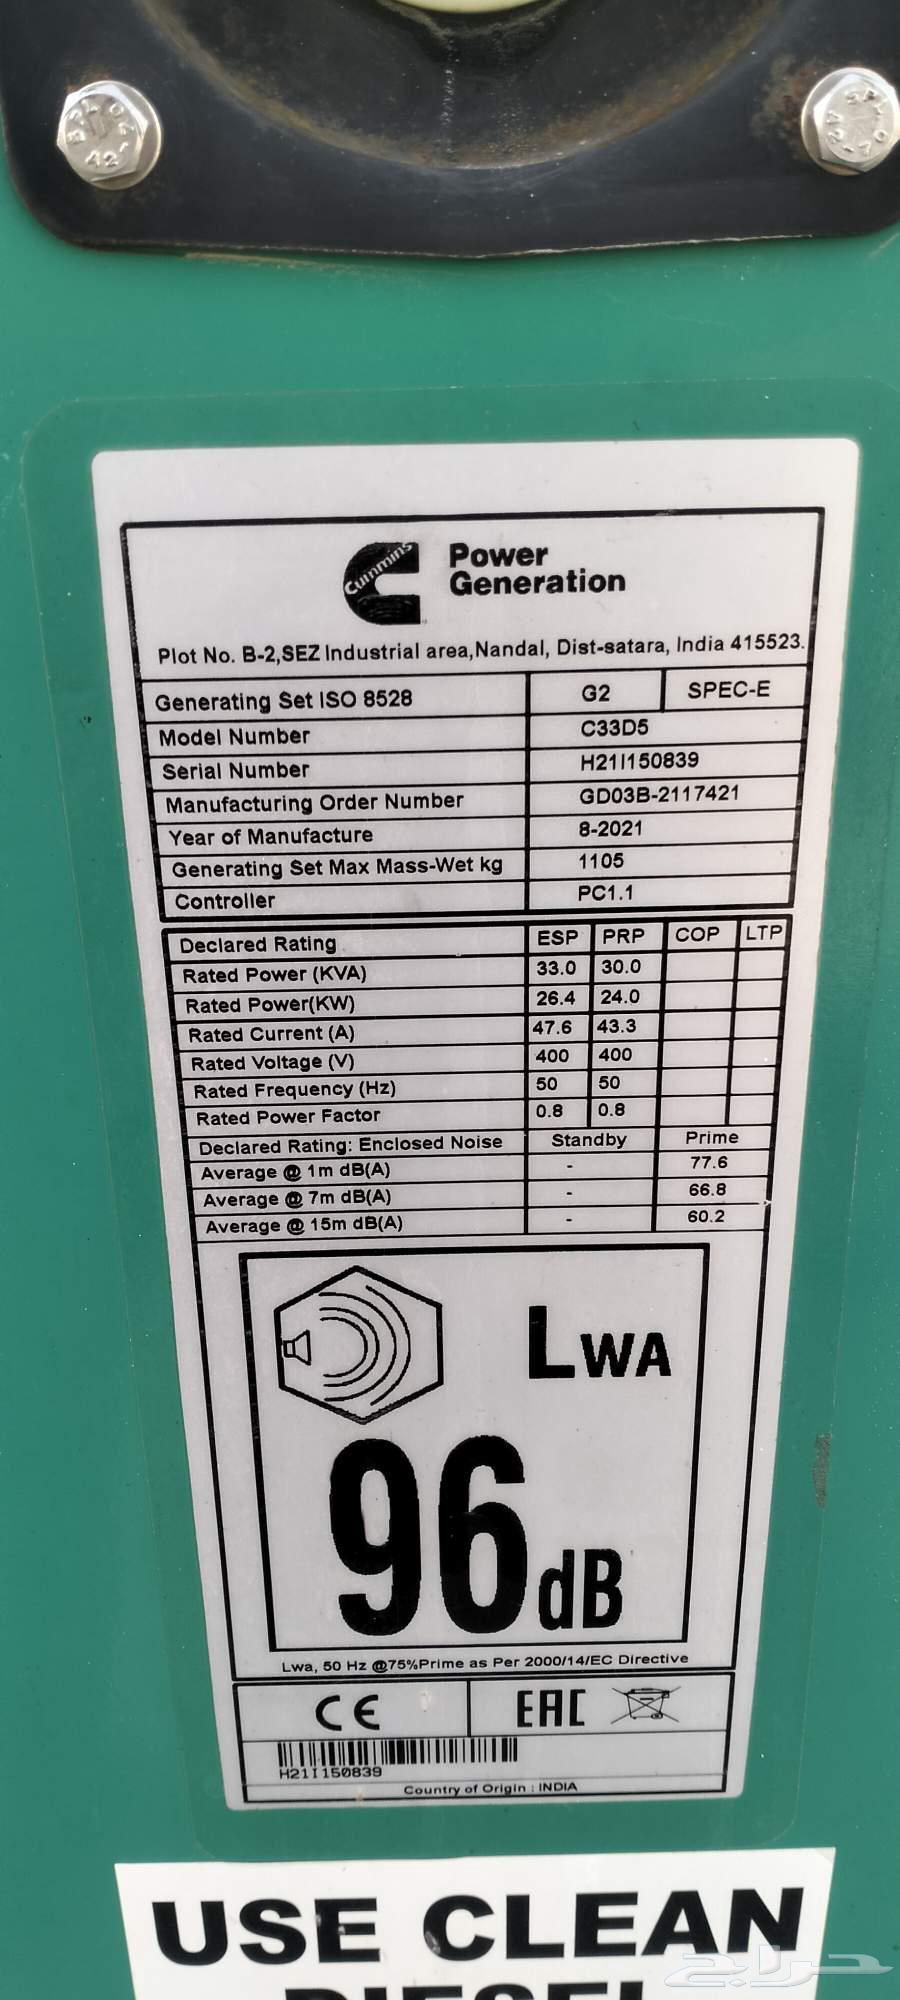 Cummins
Power
Generation
Plot No. B-2,SEZ Industrial area,Nandal, Dist-satara, India 415523.
Generating Set ISO 8528 G2 SPEC-E
Model Number C33D5
Serial Number H21I150839
Manufacturing Order Number GD03B-2117421
Year of Manufacture 8-2021
Generating Set Max Mass-Wet kg 1105
Controller PC1.1
Declared Rating ESP PRP COP LTP
Rated Power (KVA) 33.0 30.0
Rated Power(KW) 26.4 24.0
Rated Current (A) 47.6 43.3
Rated Voltage (V) 400 400
Rated Frequency (Hz) 50 50
Rated Power Factor 0.8 0.8
Declared Rating: Enclosed Noise Standby Prime
Average @ 1m dB(A) - 77.6
Average @ 7m dB(A) - 66.8
Average @ 15m dB(A) - 60.2
LWA
96 dB
Lwa, 50 Hz @75%Prime as Per 2000/14/EC Directive
CE EAC
H21I150839
Country of Origin : INDIA
USE CLEAN
DIESEL
حراج